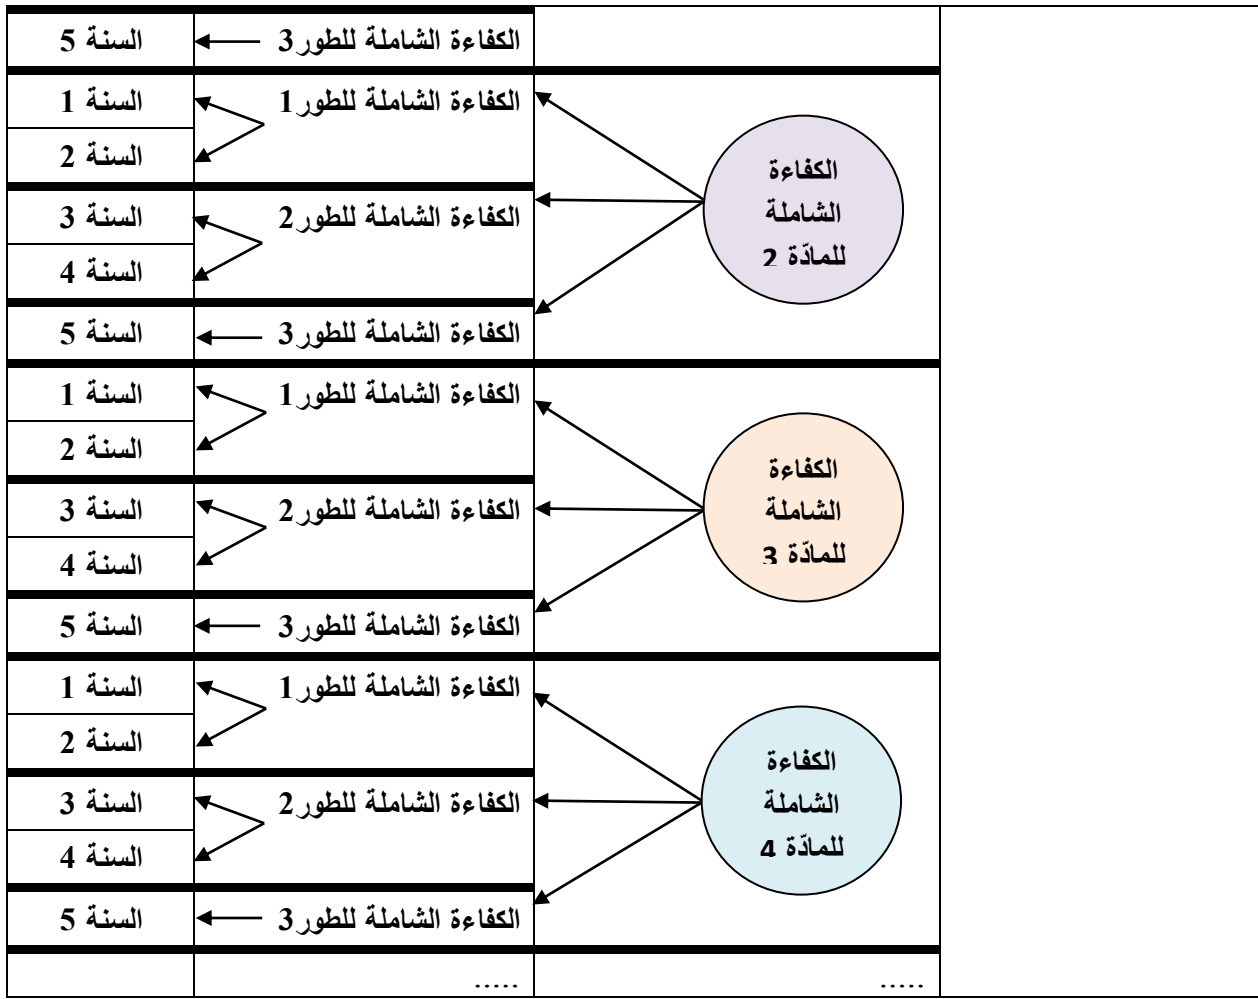 الكفاءة الشاملة للطور3
السنة 5
الكفاءة
الشاملة
للمادّة 2
الكفاءة الشاملة للطور1
السنة 1
السنة 2
الكفاءة الشاملة للطور2
السنة 3
السنة 4
الكفاءة الشاملة للطور3
السنة 5
الكفاءة
الشاملة
للمادّة 3
الكفاءة الشاملة للطور1
السنة 1
السنة 2
الكفاءة الشاملة للطور2
السنة 3
السنة 4
الكفاءة الشاملة للطور3
السنة 5
الكفاءة
الشاملة
للمادّة 4
الكفاءة الشاملة للطور1
السنة 1
السنة 2
الكفاءة الشاملة للطور2
السنة 3
السنة 4
الكفاءة الشاملة للطور3
السنة 5
.....
.....